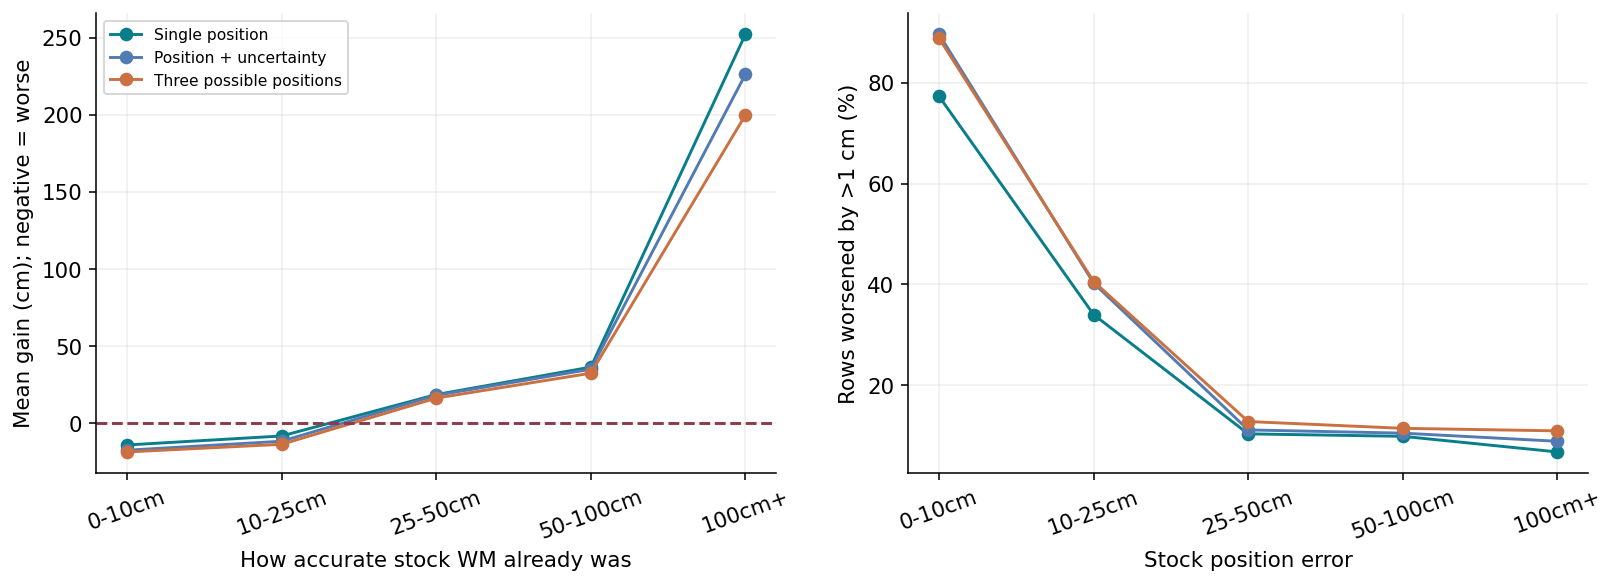 Mean gain (cm); negative = worse
250
200
150
100
50
0
Single position
Position + uncertainty
Three possible positions
0-10cm
10-25cm
25-50cm
50-100cm
100cm+
How accurate stock WM already was
Rows worsened by >1 cm (%)
80
60
40
20
0-10cm
10-25cm
25-50cm
50-100cm
100cm+
Stock position error